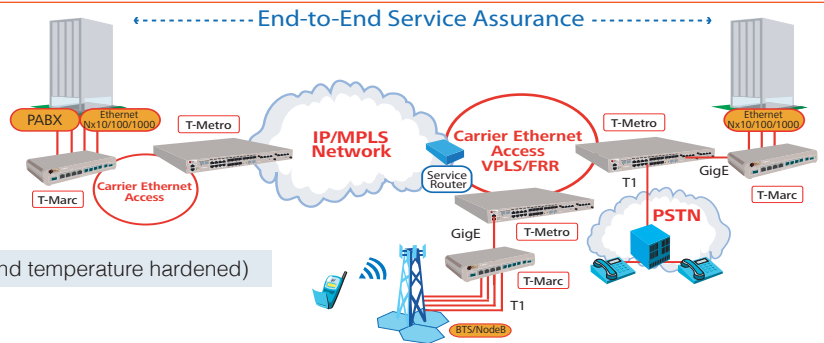 End-to-End Service Assurance
PABX
Ethernet
Nx10/100/1000
T-Metro
T-Marc
Carrier Ethernet
Access
IP/MPLS
Network
Service
Router
Carrier Ethernet
Access
VPLS/FRR
T-Metro
Ethernet
Nx10/100/1000
GigE
T-Marc
T1
PSTN
GigE
T-Metro
T-Marc
T1
BTS/NodeB
nd temperature hardened)